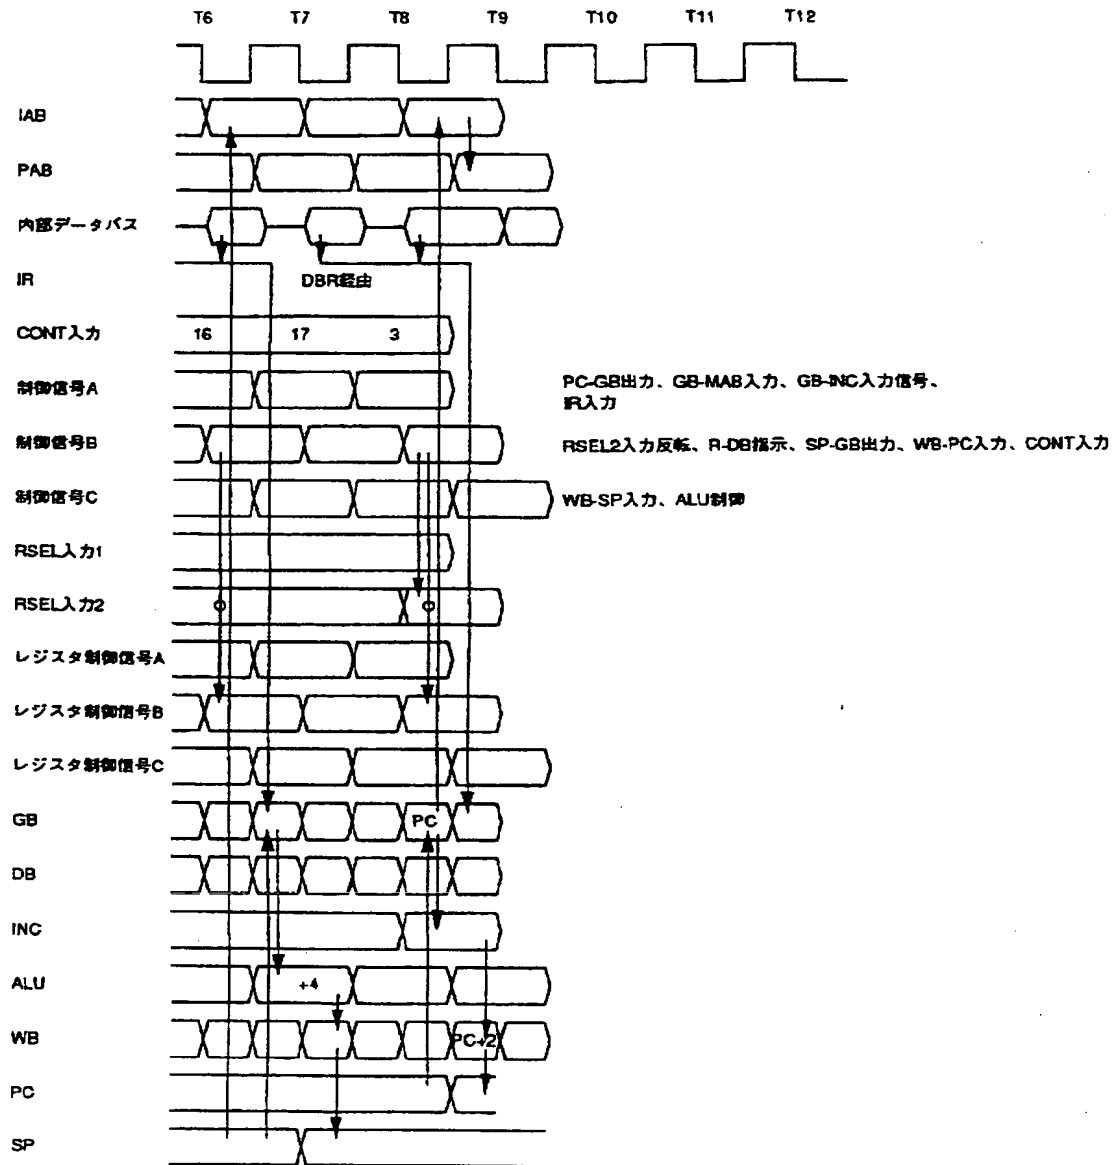 T6 T7 T8 T9 T10 T11 T12
IAB
PAB
内部データバス
IR
DBR経由
CONT入力
16 17 3
制御信号A
PC-GB出力、GB-MAB入力、GB-INC入力信号、
IR入力
制御信号B
RSEL2入力反転、R-DB指示、SP-GB出力、WB-PC入力、CONT入力
制御信号C
WB-SP入力、ALU制御
RSEL入力1
RSEL入力2
レジスタ制御信号A
レジスタ制御信号B
レジスタ制御信号C
GB
PC
DB
INC
ALU
+4
WB
PC+2
PC
SP